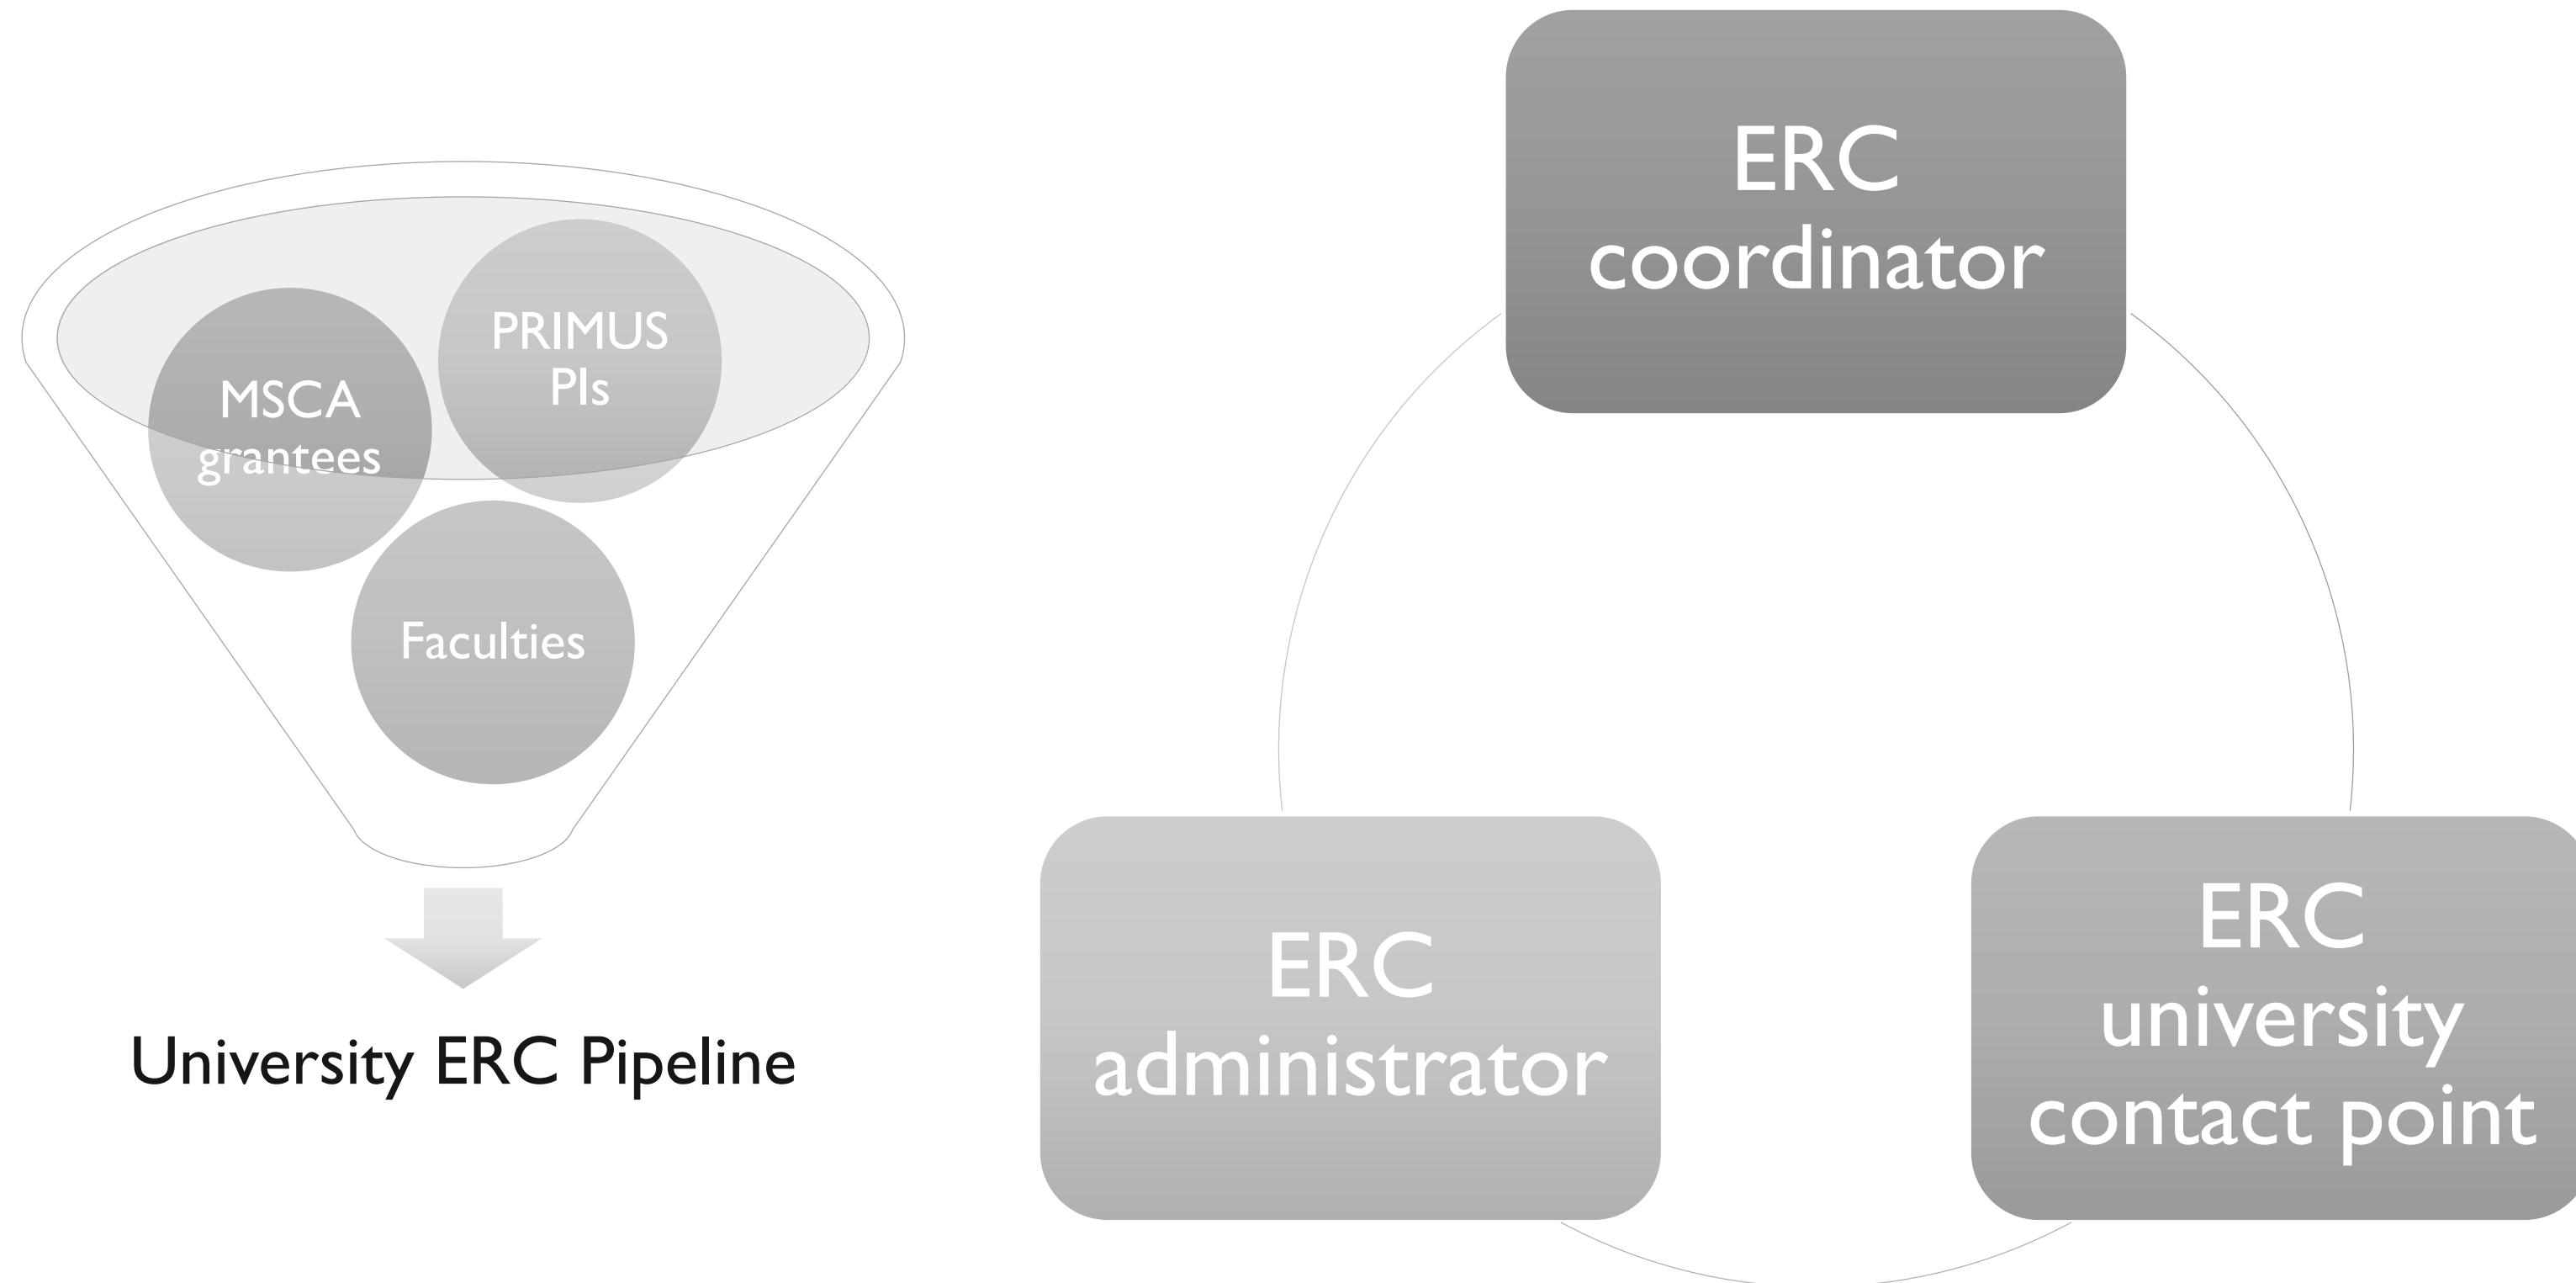 PRIMUS
PIs
MSCA
grantees
Faculties
University ERC Pipeline
ERC
coordinator
ERC
administrator
ERC
university
contact point